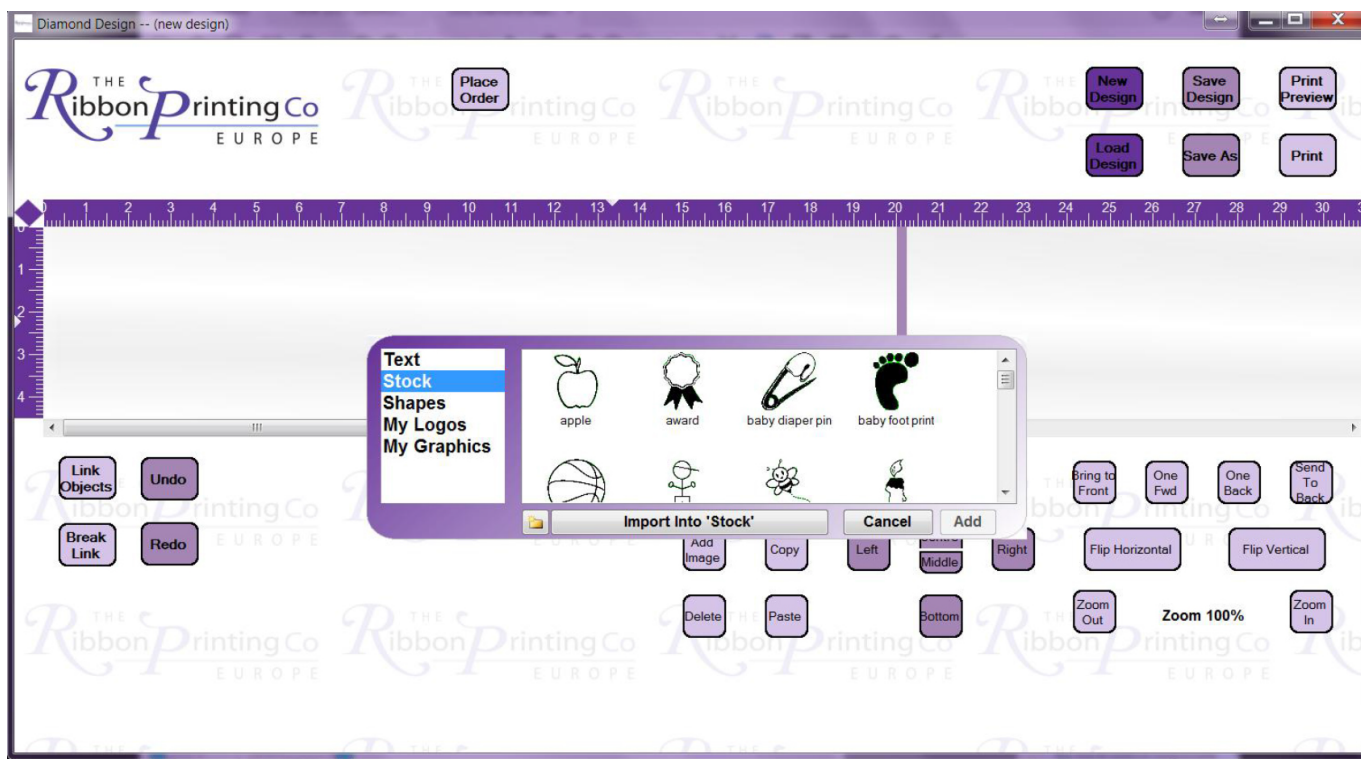 Diamond Design -- (new design)
THE
Ribbon Printing Co
EUROPE
Place
Order
New
Design
Save
Design
Print
Preview
Load
Design
Save As
Print
0 1 2 3 4 5 6 7 8 9 10 11 12 13 14 15 16 17 18 19 20 21 22 23 24 25 26 27 28 29 30
0
1
2
3
4
Text
Stock
Shapes
My Logos
My Graphics
apple
award
baby diaper pin
baby foot print
Import Into 'Stock'
Cancel
Add
Link
Objects
Undo
Break
Link
Redo
Add
Image
Copy
Left
Middle
Right
Delete
Paste
Bottom
Bring to
Front
One
Fwd
One
Back
Send
To
Back
Flip Horizontal
Flip Vertical
Zoom
Out
Zoom 100%
Zoom
In